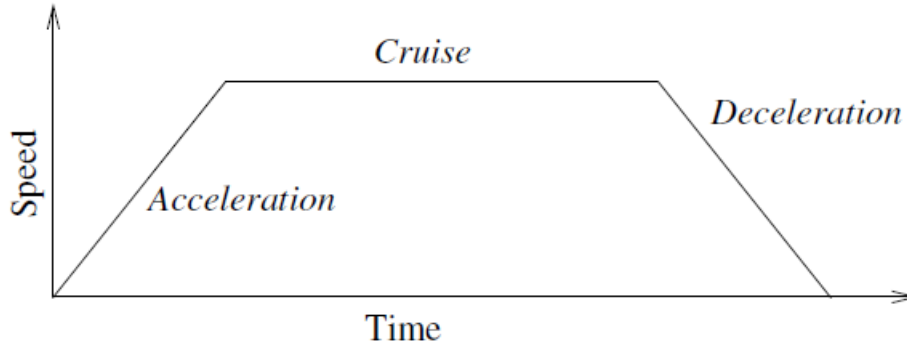 Cruise
Deceleration
Speed
Acceleration
Time